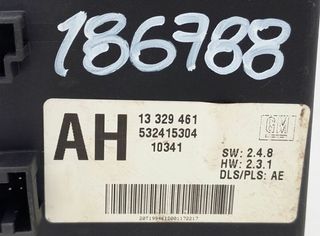 186788
AH
13 329 461
532415304
10341
GM
SW: 2.4.8
HW: 2.3.1
DLS/PLS: AE